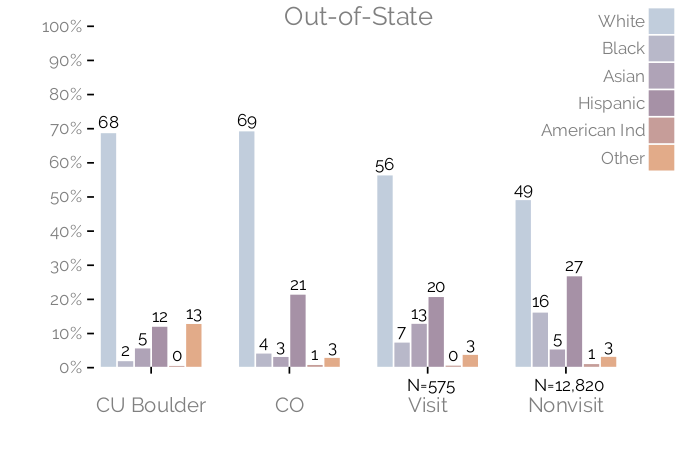 Out-of-State
White
Black
Asian
Hispanic
American Ind
Other
100%
90%
80%
70%
60%
50%
40%
30%
20%
10%
0%
68 2 5 12 0 13
69 4 3 21 1 3
56 7 13 20 0 3
49 16 5 27 1 3
N=575 N=12,820
CU Boulder CO Visit Nonvisit